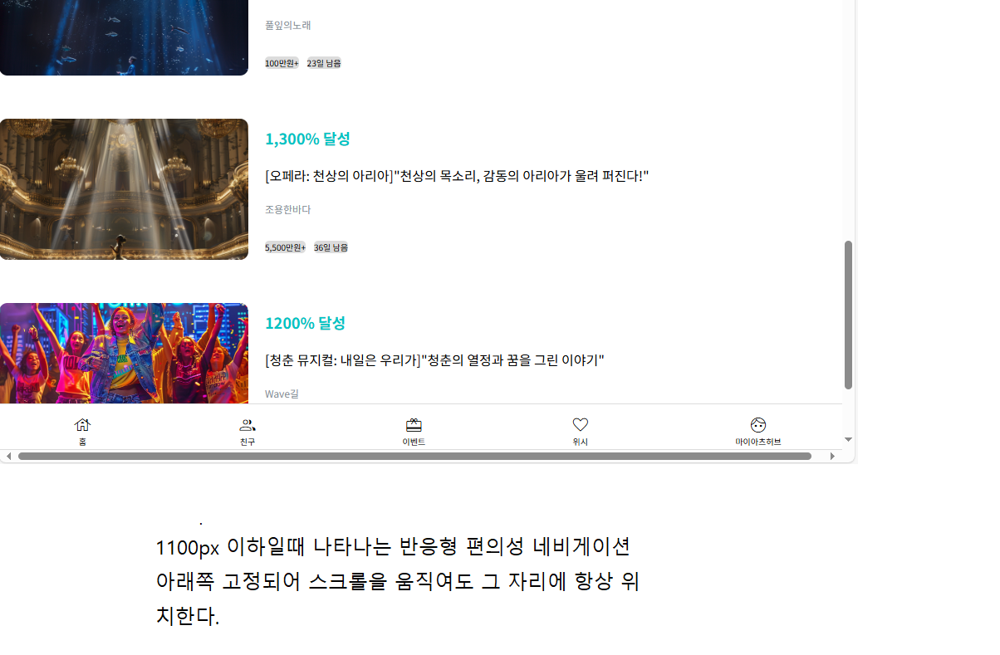 풀잎의노래
100만원+ 23일 남음
1,300% 달성
[오페라: 천상의 아리아]"천상의 목소리, 감동의 아리아가 울려 퍼진다!"
조용한바다
5,500만원+ 36일 남음
1200% 달성
[청춘 뮤지컬: 내일은 우리가]"청춘의 열정과 꿈을 그린 이야기"
Wave길
홈 친구 이벤트 위시 마이아츠허브
.
1100px 이하일때 나타나는 반응형 편의성 네비게이션
아래쪽 고정되어 스크롤을 움직여도 그 자리에 항상 위
치한다.